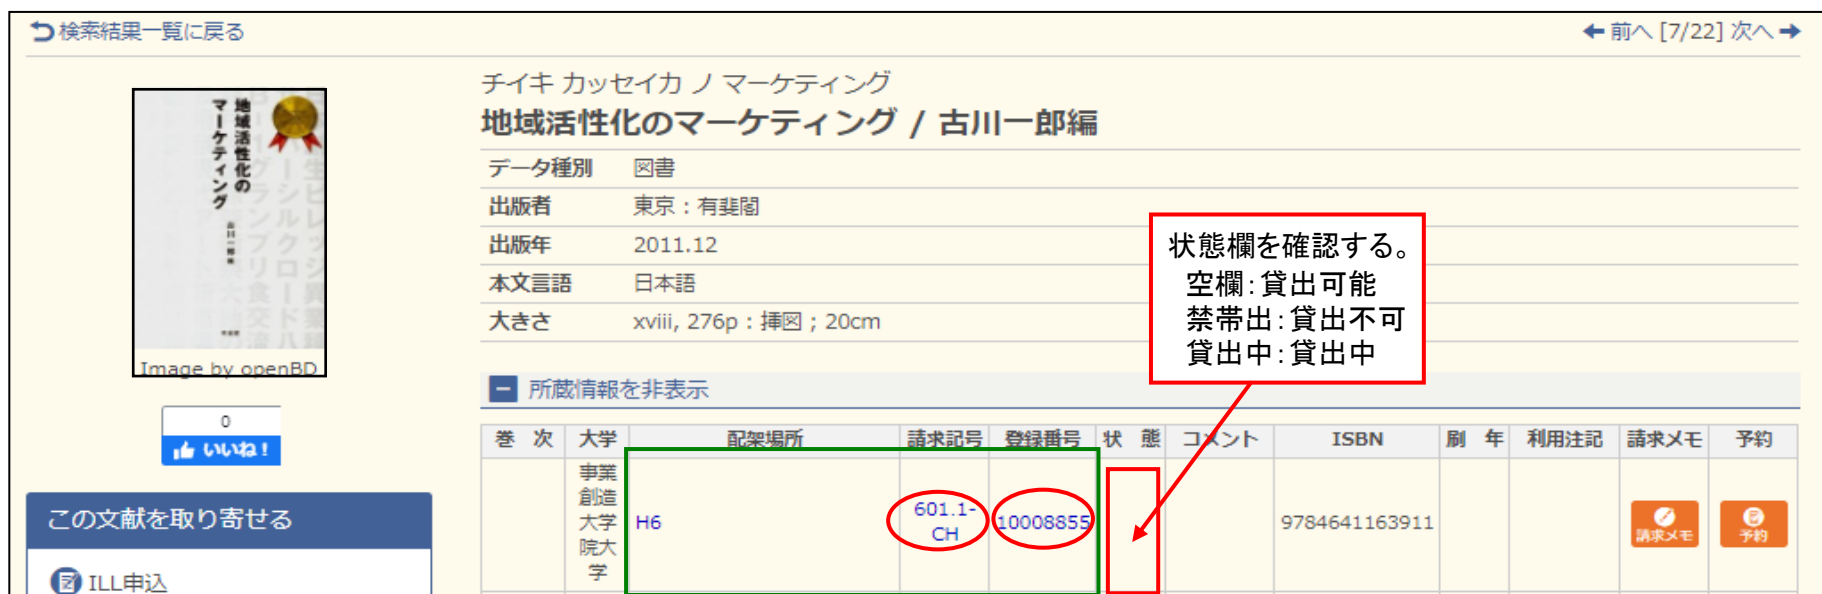 検索結果一覧に戻る
前へ [7/22] 次へ
チイキ カッセイカ ノ マーケティング
地域活性化のマーケティング / 古川一郎編
データ種別 図書
出版者 東京 : 有斐閣
出版年 2011.12
本文言語 日本語
大きさ xviii, 276p : 挿図 ; 20cm
地域活性化の
マーケティング
古川一郎 編
有斐閣
Image by openBD
0
いいね！
状態欄を確認する。
空欄：貸出可能
禁帯出：貸出不可
貸出中：貸出中
所蔵情報を非表示
巻 次 大学 配架場所 請求記号 登録番号 状 態 コメント ISBN 刷 年 利用注記 請求メモ 予約
事業
創造
大学
院大
学
H6
601.1-
CH
10008855
9784641163911
請求メモ
予約
この文献を取り寄せる
ILL申込